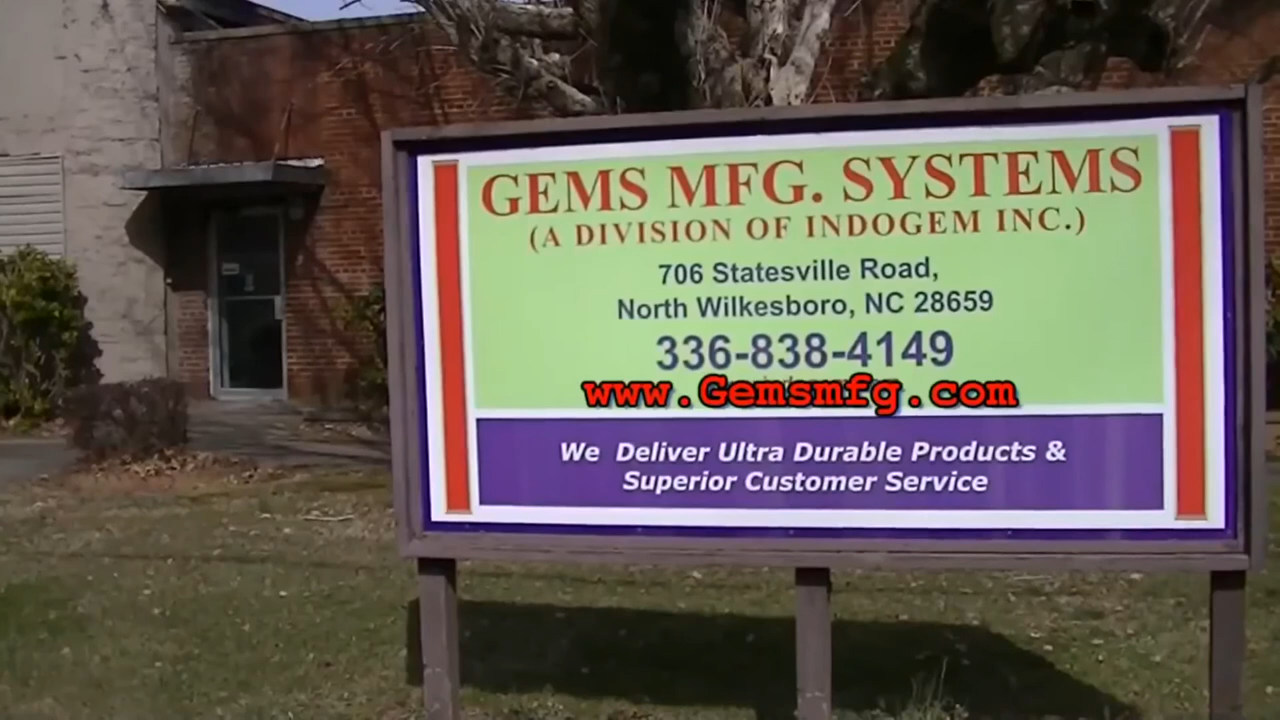 GEMS MFG. SYSTEMS
(A DIVISION OF INDOGEM INC.)
706 Statesville Road,
North Wilkesboro, NC 28659
336-838-4149
www.Gemsmfg.com
We Deliver Ultra Durable Products &
Superior Customer Service